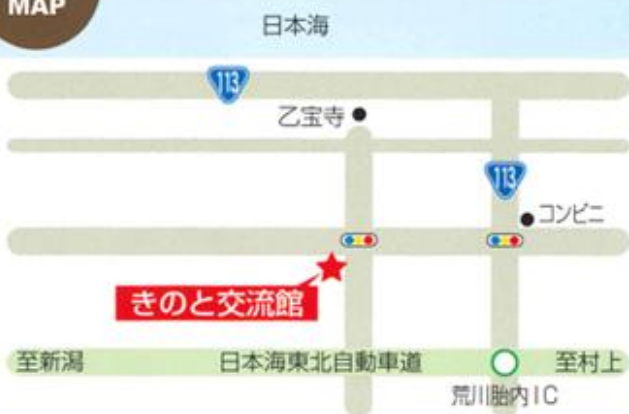 MAP
日本海
113
乙宝寺
113
コンビニ
きのと交流館
至新潟
日本海東北自動車道
至村上
荒川胎内IC